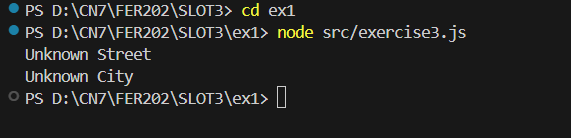 PS D:\CN7\FER202\SLOT3> cd ex1
PS D:\CN7\FER202\SLOT3\ex1> node src/exercise3.js
Unknown Street
Unknown City
PS D:\CN7\FER202\SLOT3\ex1>